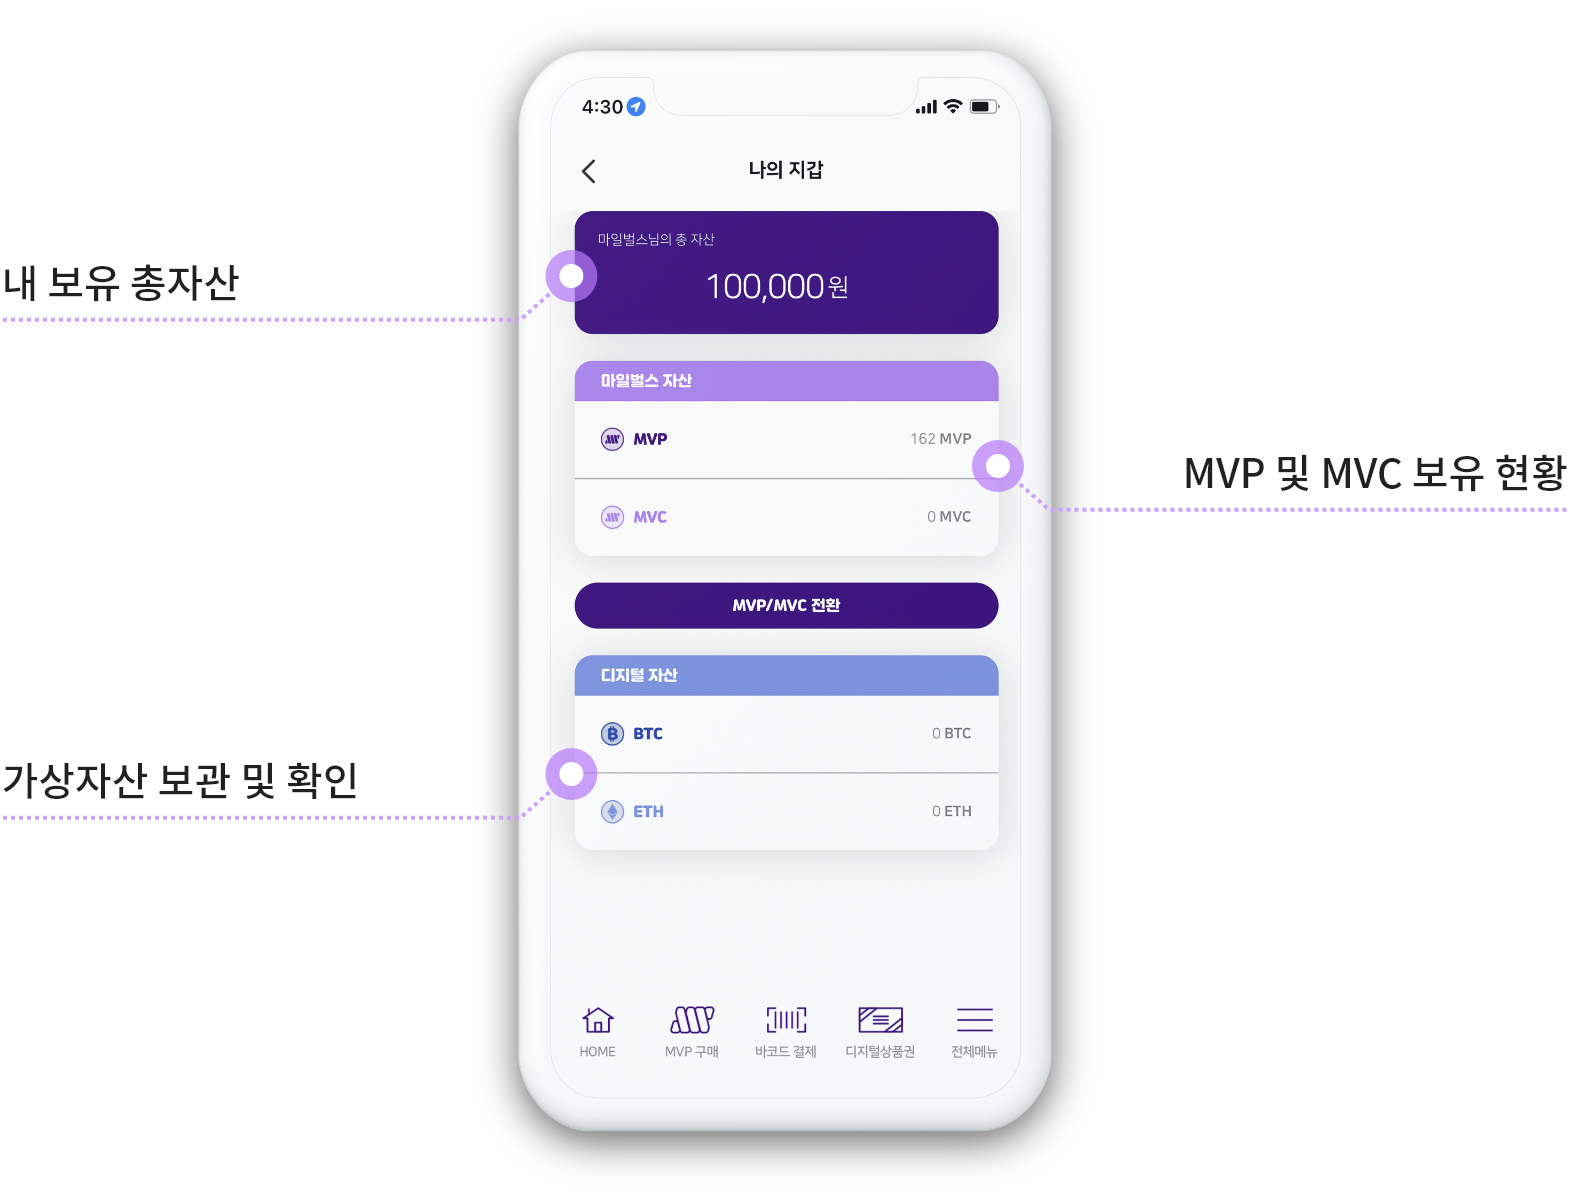 4:30
나의 지갑
마일벌스님의 총 자산
100,000원
내 보유 총자산
마일벌스 자산
MVP
162 MVP
MVP 및 MVC 보유 현황
MVC
0 MVC
MVP/MVC 전환
디지털 자산
BTC
0 BTC
가상자산 보관 및 확인
ETH
0 ETH
HOME
MVP 구매
바코드 결제
디지털상품권
전체메뉴